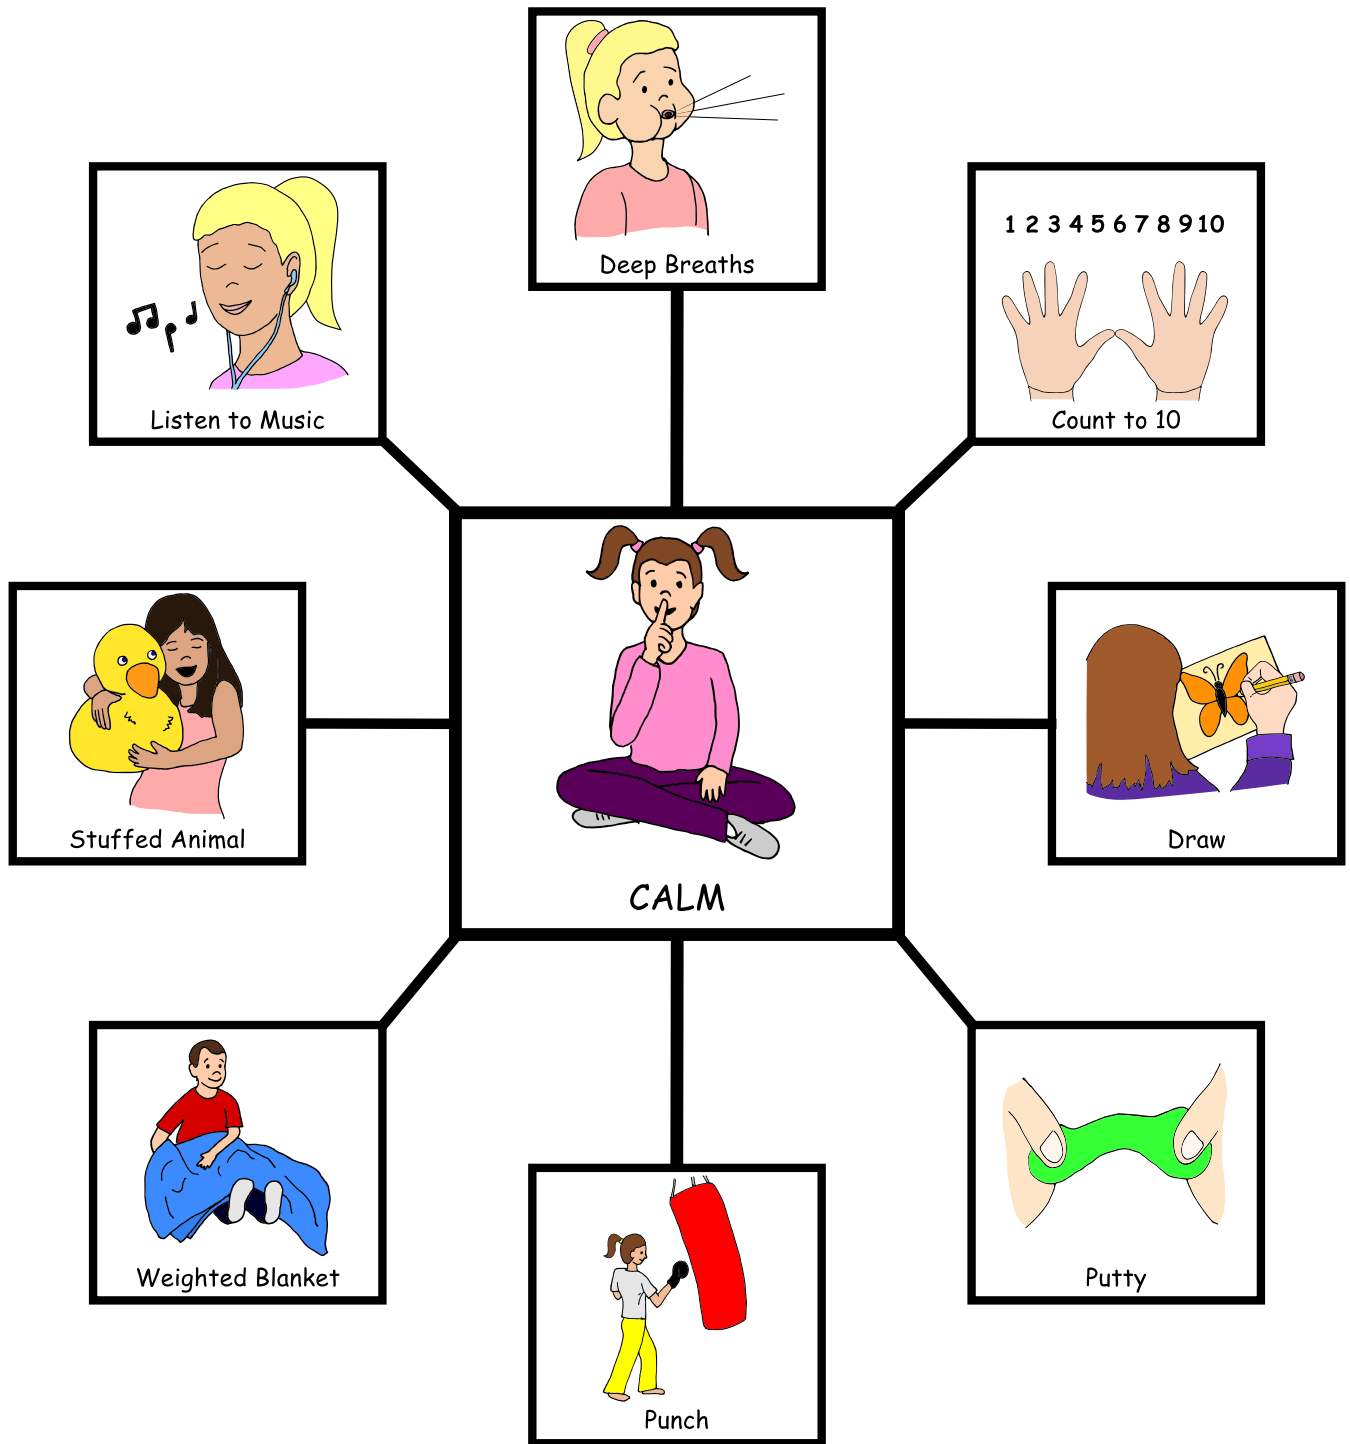 Deep Breaths
1 2 3 4 5 6 7 8 9 10
Count to 10
Listen to Music
CALM
Stuffed Animal
Draw
Weighted Blanket
Putty
Punch